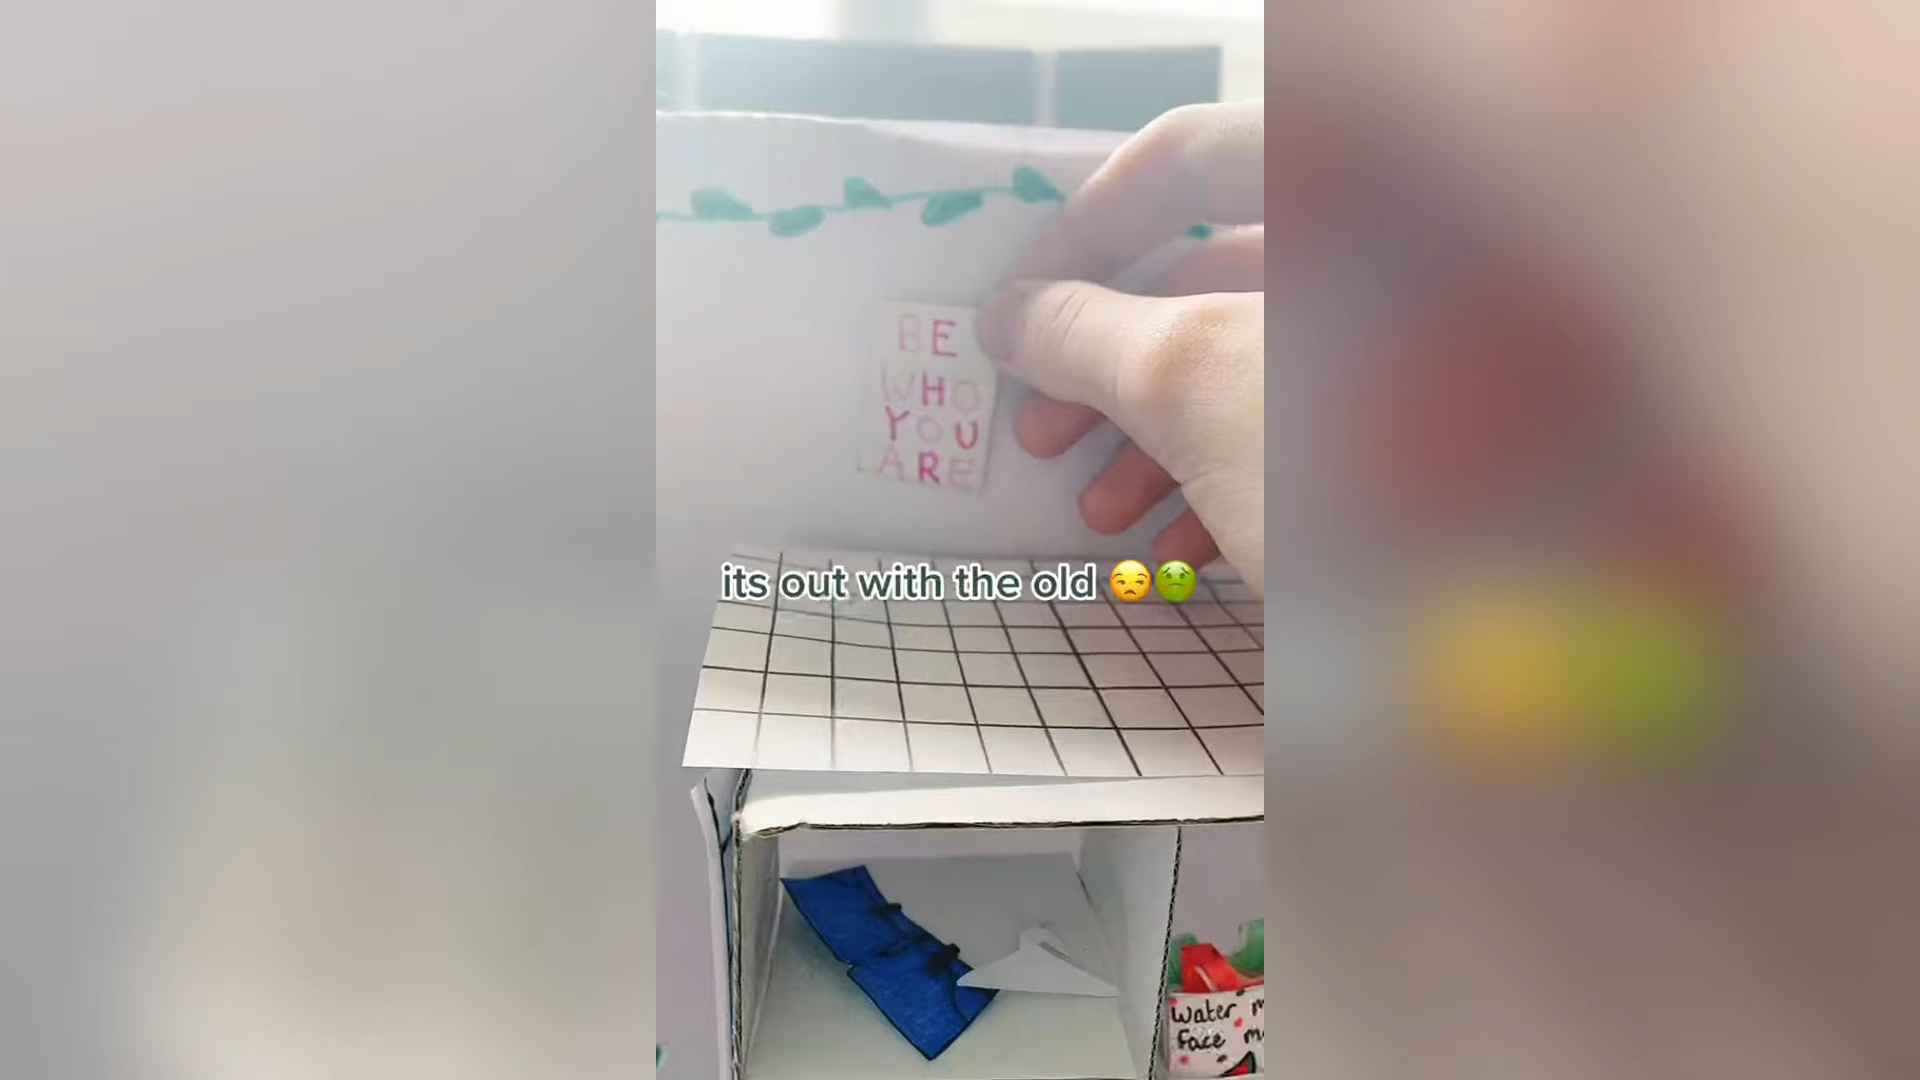 BE
WHO
YOU
ARE
its out with the old 😒🤢
Water
Face